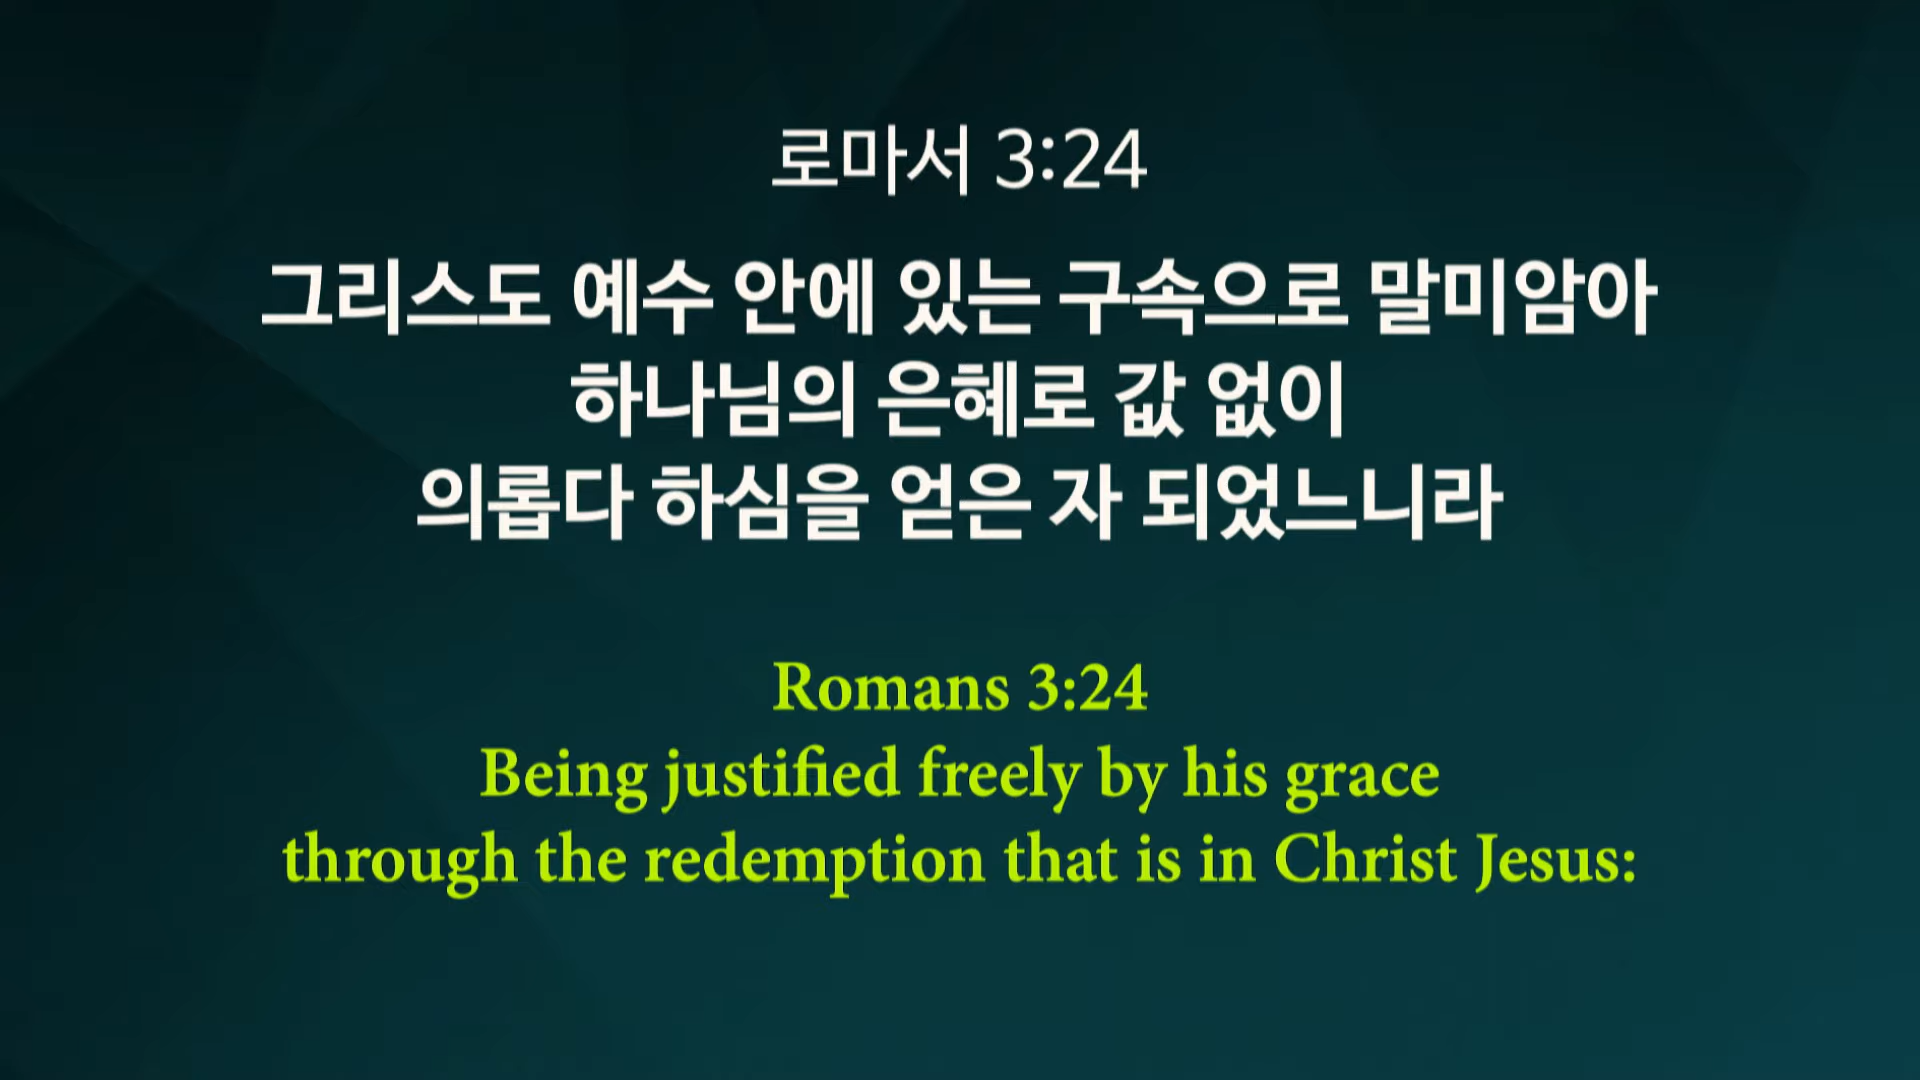 로마서 3:24
그리스도 예수 안에 있는 구속으로 말미암아
하나님의 은혜로 값 없이
의롭다 하심을 얻은 자 되었느니라
Romans 3:24
Being justified freely by his grace
through the redemption that is in Christ Jesus: